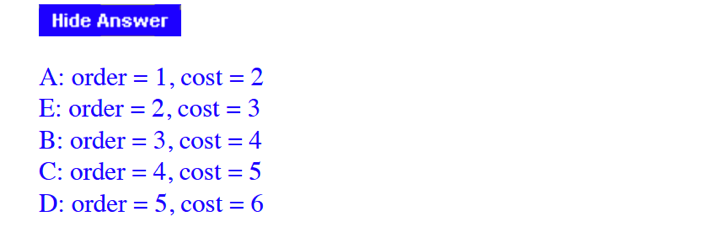 Hide Answer
A: order = 1, cost = 2
E: order = 2, cost = 3
B: order = 3, cost = 4
C: order = 4, cost = 5
D: order = 5, cost = 6